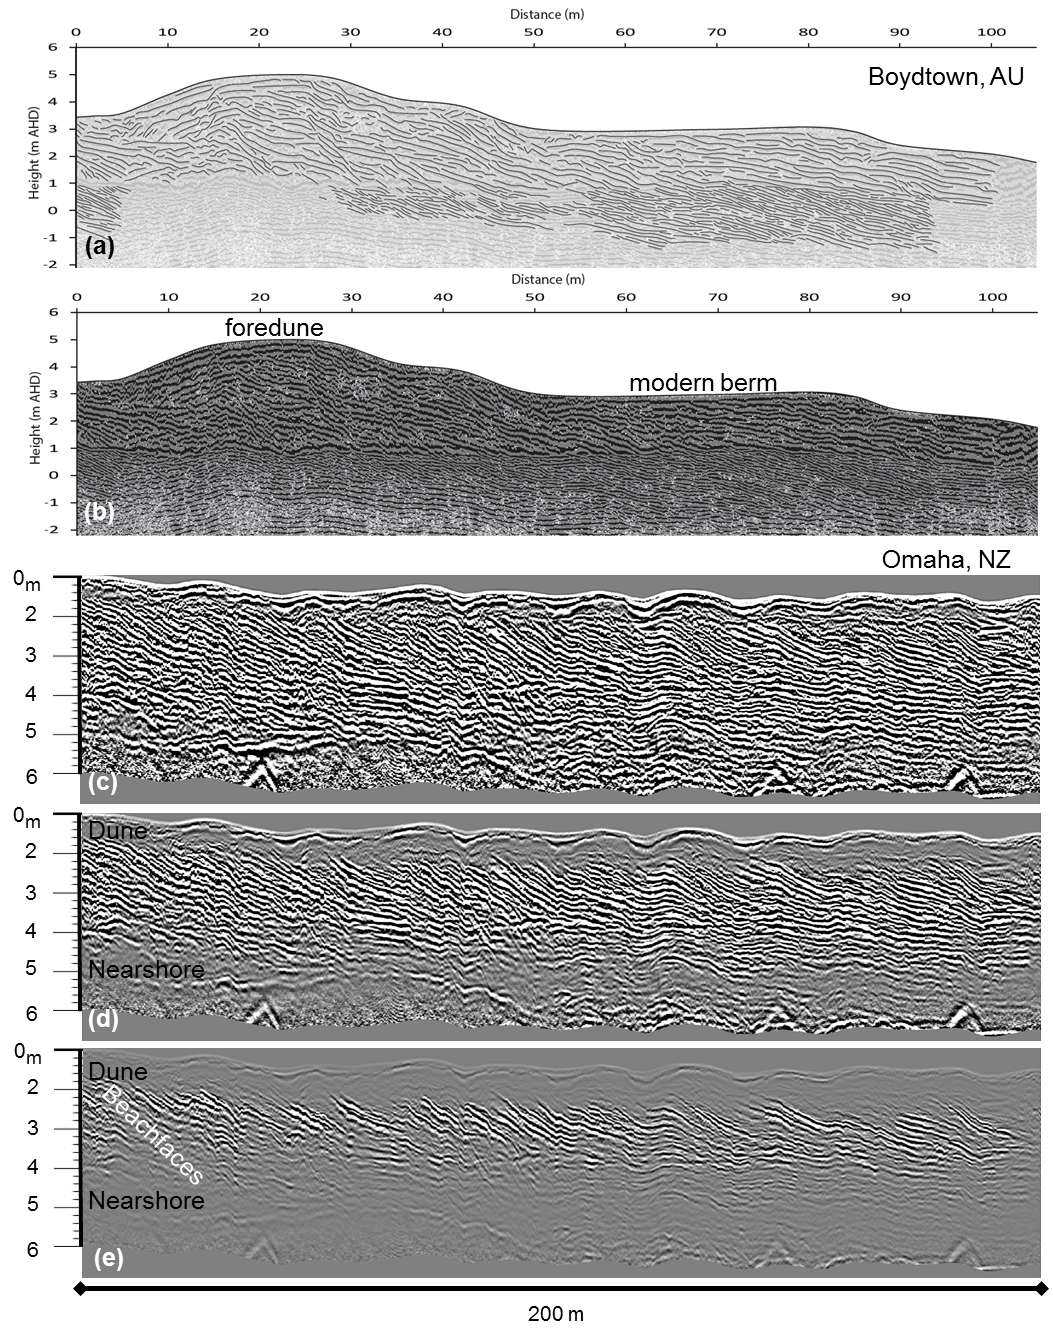 Distance (m)
0 10 20 30 40 50 60 70 80 90 100
6
Boydtown, AU
5
4
3
2
1
0
-1
-2
Height (m AHD)
(a)
Distance (m)
0 10 20 30 40 50 60 70 80 90 100
6
5
4
3
2
1
0
-1
-2
Height (m AHD)
foredune
modern berm
(b)
Omaha, NZ
0m
2
3
4
5
6
(c)
0m
Dune
2
3
4
5
Nearshore
6
(d)
0m
Dune
2
Beachfaces
3
4
5
Nearshore
6
(e)
200 m